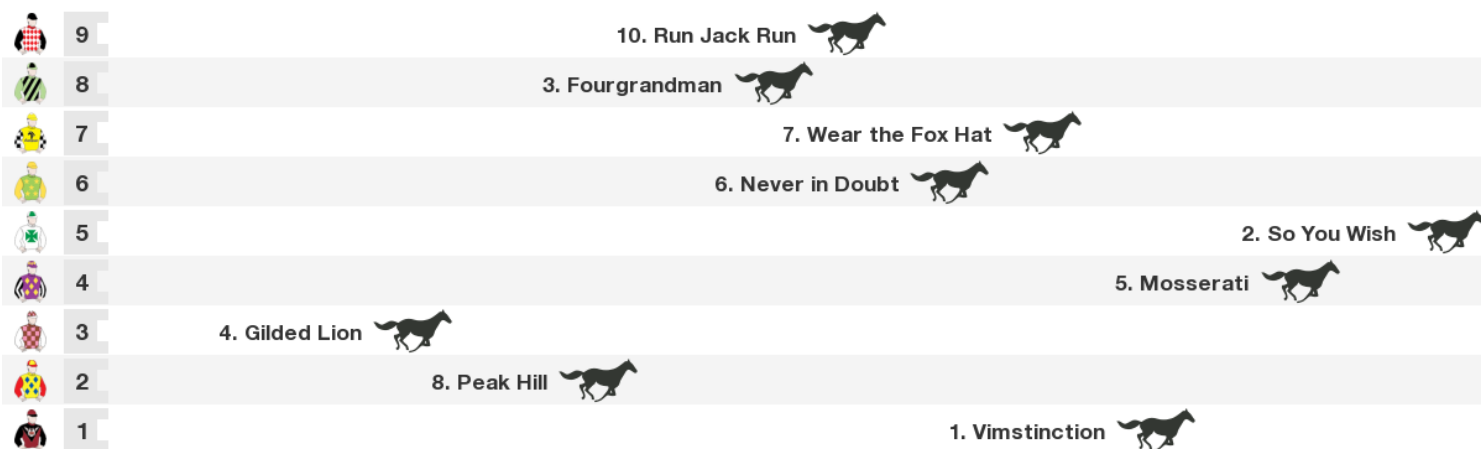 9 10. Run Jack Run
8 3. Fourgrandman
7 7. Wear the Fox Hat
6 6. Never in Doubt
5 2. So You Wish
4 5. Mosserati
3 4. Gilded Lion
2 8. Peak Hill
1 1. Vimstinction